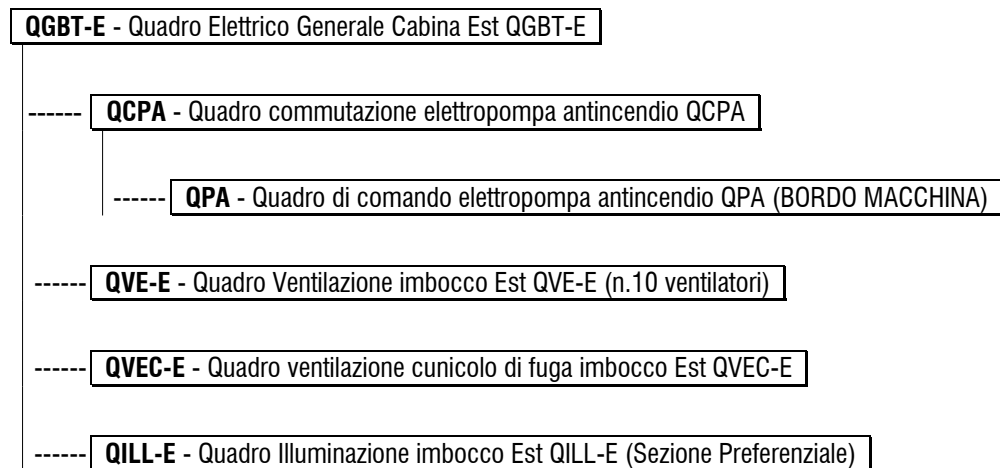 QGBT-E - Quadro Elettrico Generale Cabina Est QGBT-E
------ QCPA - Quadro commutazione elettropompa antincendio QCPA
------ QPA - Quadro di comando elettropompa antincendio QPA (BORDO MACCHINA)
------ QVE-E - Quadro Ventilazione imbocco Est QVE-E (n.10 ventilatori)
------ QVEC-E - Quadro ventilazione cunicolo di fuga imbocco Est QVEC-E
------ QILL-E - Quadro Illuminazione imbocco Est QILL-E (Sezione Preferenziale)